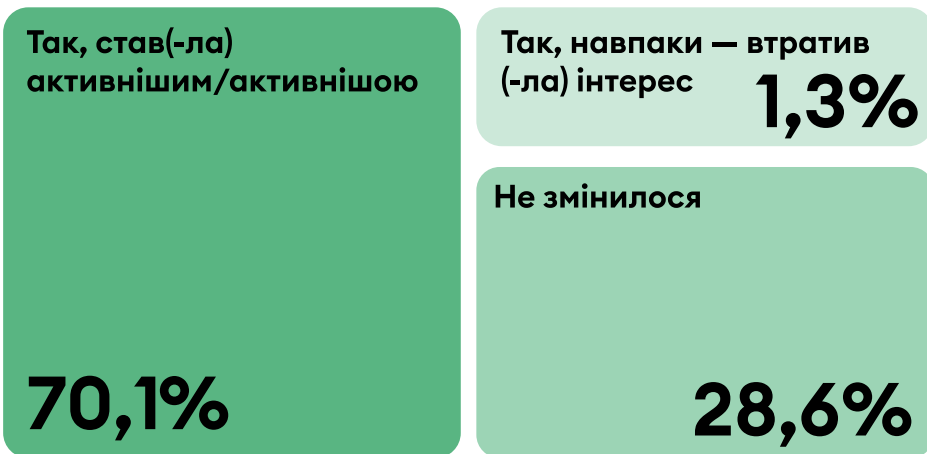 Так, став(-ла)
активнішим/активнішою
70,1%
Так, навпаки — втратив
(-ла) інтерес
1,3%
Не змінилося
28,6%